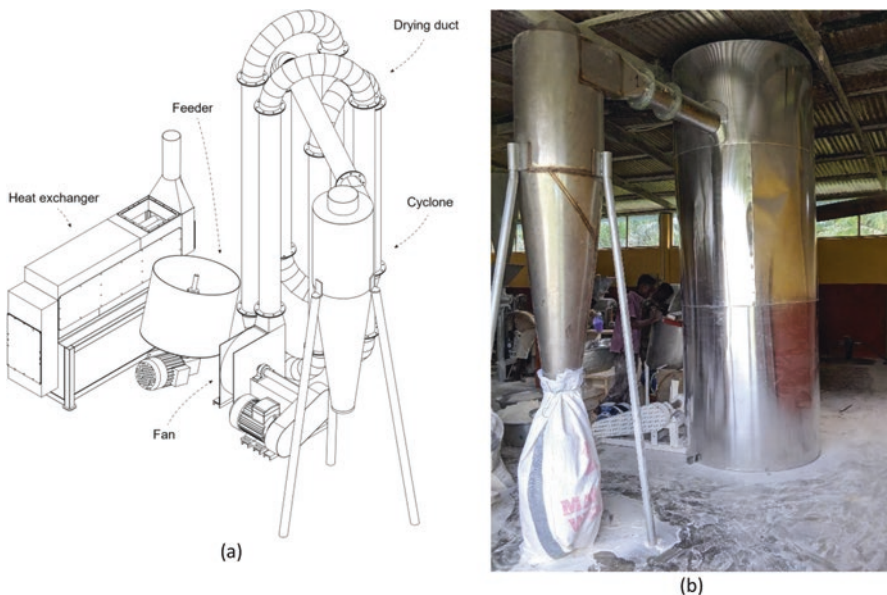 Drying duct
Feeder
Heat exchanger
Cyclone
Fan
(a)
(b)